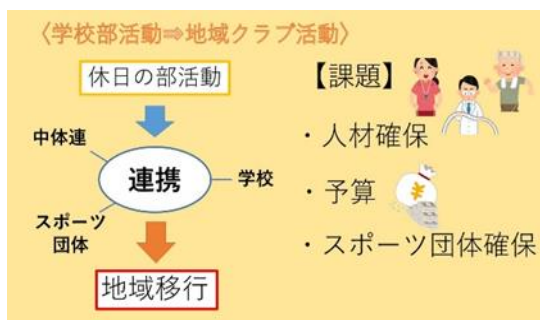 〈学校部活動⇒地域クラブ活動〉
休日の部活動
中体連
連携
学校
スポーツ
団体
地域移行
【課題】
・人材確保
・予算
¥
・スポーツ団体確保